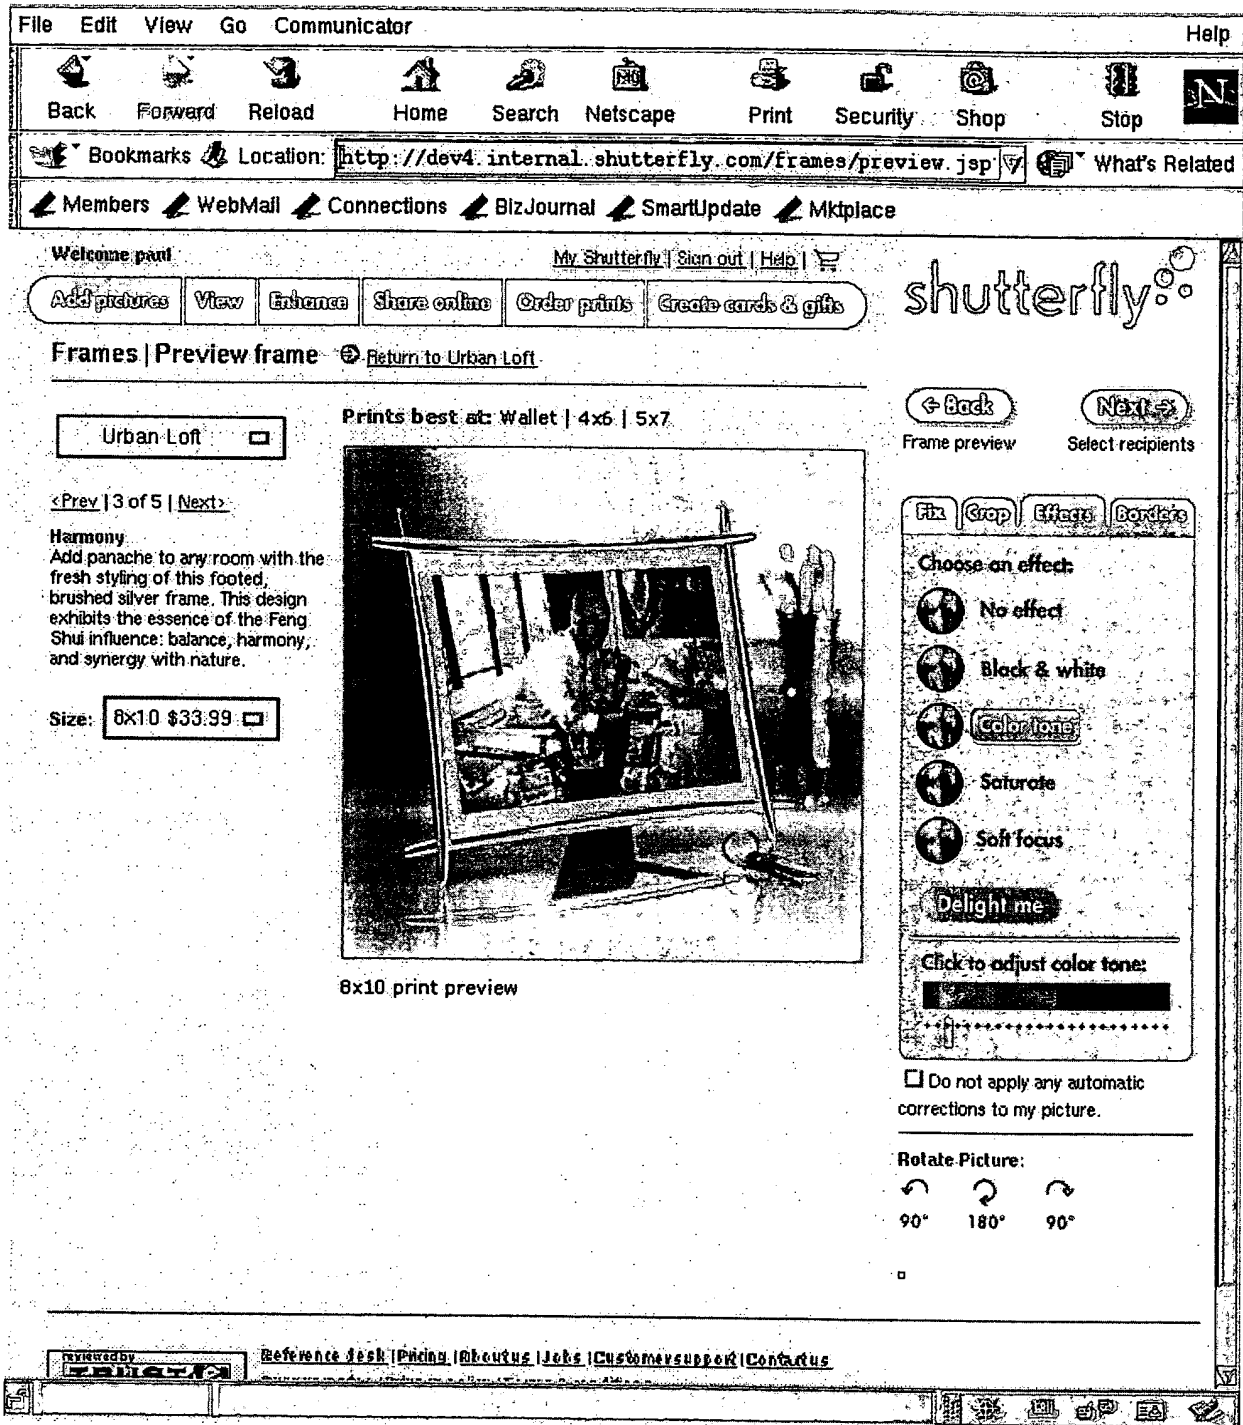 File Edit View Go Communicator Help
Back Forward Reload Home Search Netscape Print Security Shop Stop N
Bookmarks Location: http://dev4.internal.shutterfly.com/frames/preview.jsp What's Related
Members WebMail Connections BizJournal SmartUpdate Mktplace
Welcome paul My Shutterfly | Sign out | Help |
Add pictures View Enhance Share online Order prints Create cards & gifts
shutterfly
Frames | Preview frame Return to Urban Loft
Urban Loft
<Prev | 3 of 5 | Next>
Harmony
Add panache to any room with the
fresh styling of this footed,
brushed silver frame. This design
exhibits the essence of the Feng
Shui influence: balance, harmony,
and synergy with nature.
Size: 8x10 $33.99
Prints best at: Wallet | 4x6 | 5x7
8x10 print preview
← Back Next →
Frame preview Select recipients
Fix Crop Effects Borders
Choose an effect:
No effect
Black & white
Color tone
Saturate
Soft focus
Delight me
Click to adjust color tone:
Do not apply any automatic
corrections to my picture.
Rotate Picture:
90° 180° 90°
reviewed by
Reference desk | Pricing | About us | Jobs | Customer support | Contact us